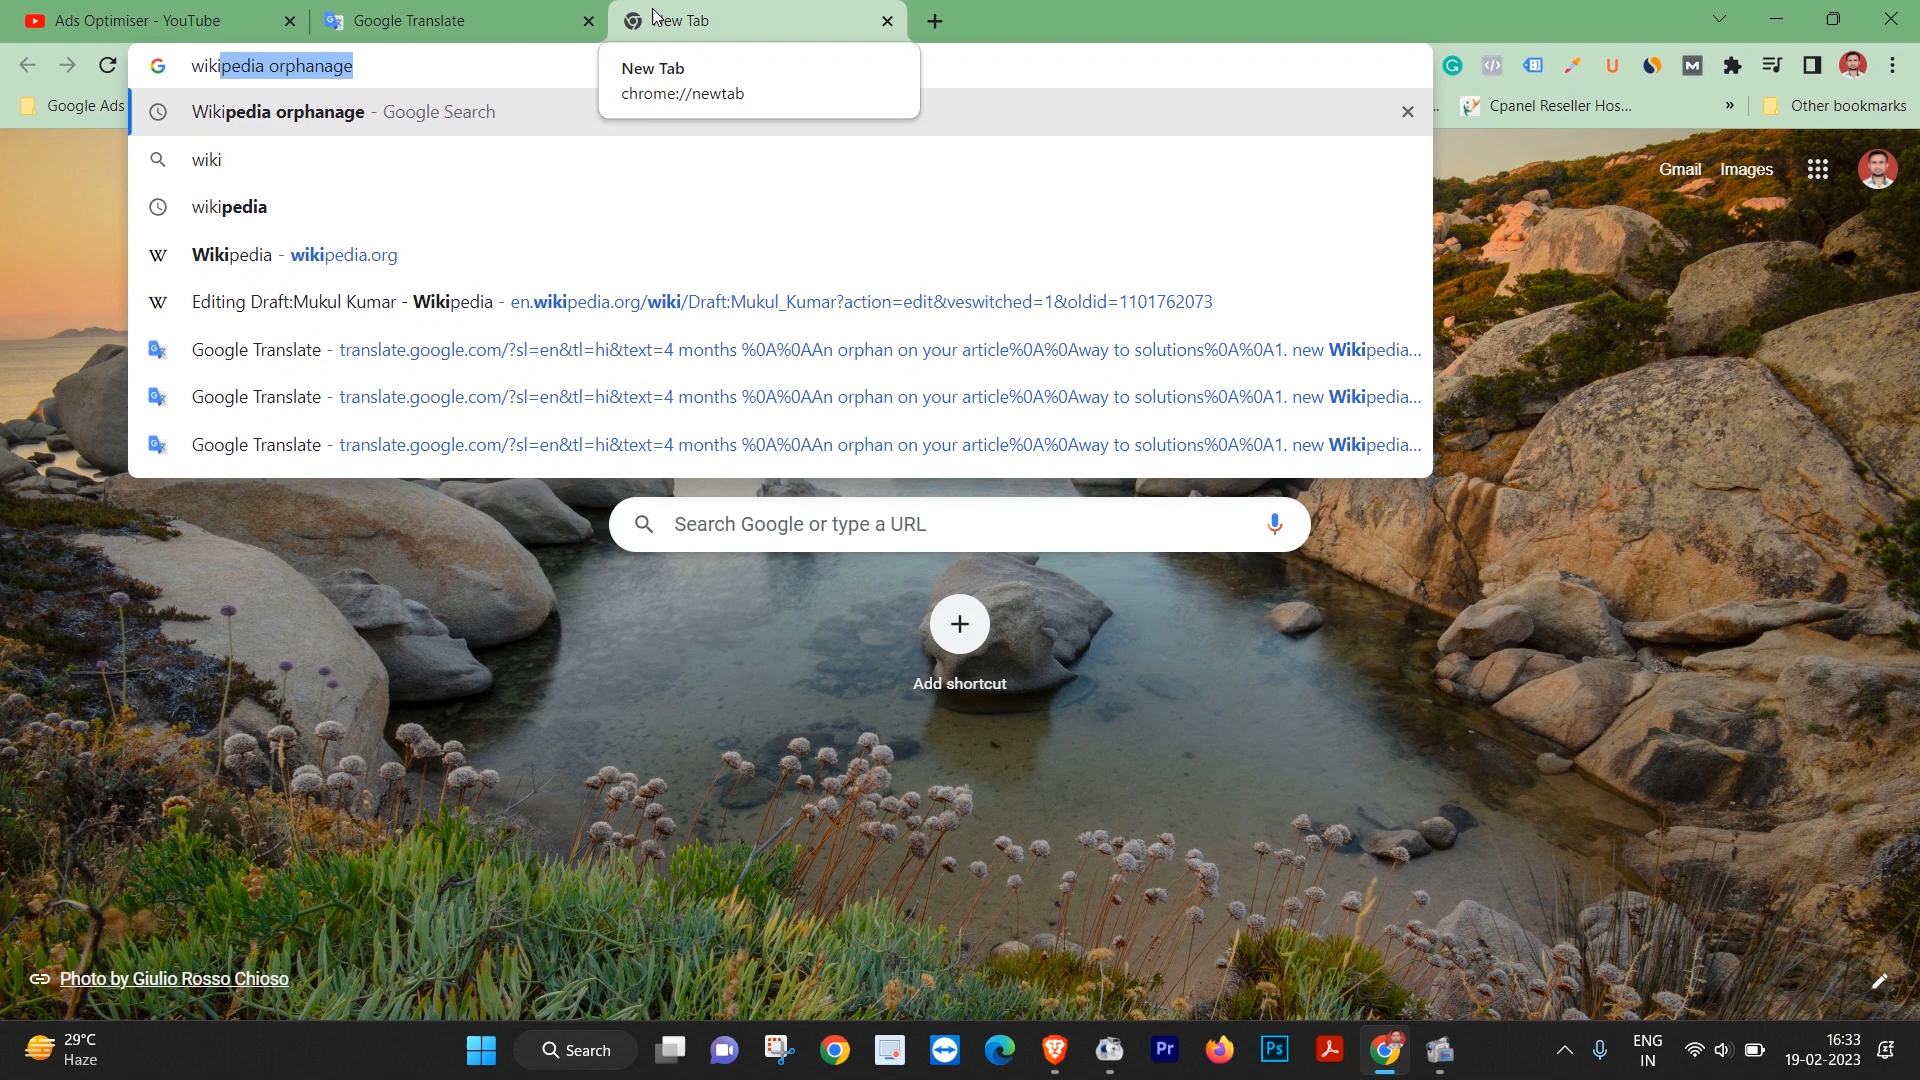 Ads Optimiser - YouTube
Google Translate
New Tab
wikipedia orphanage
New Tab
chrome://newtab
Google Ads
Cpanel Reseller Hos...
»
Other bookmarks
Wikipedia orphanage - Google Search
wiki
wikipedia
Wikipedia - wikipedia.org
Editing Draft:Mukul Kumar - Wikipedia - en.wikipedia.org/wiki/Draft:Mukul_Kumar?action=edit&veswitched=1&oldid=1101762073
Google Translate - translate.google.com/?sl=en&tl=hi&text=4 months %0A%0AAn orphan on your article%0A%0Away to solutions%0A%0A1. new Wikipedia...
Google Translate - translate.google.com/?sl=en&tl=hi&text=4 months %0A%0AAn orphan on your article%0A%0Away to solutions%0A%0A1. new Wikipedia...
Google Translate - translate.google.com/?sl=en&tl=hi&text=4 months %0A%0AAn orphan on your article%0A%0Away to solutions%0A%0A1. new Wikipedia...
Gmail Images
Search Google or type a URL
Add shortcut
Photo by Giulio Rosso Chioso
29°C
Haze
Search
Pr
Ps
ENG
IN
16:33
19-02-2023